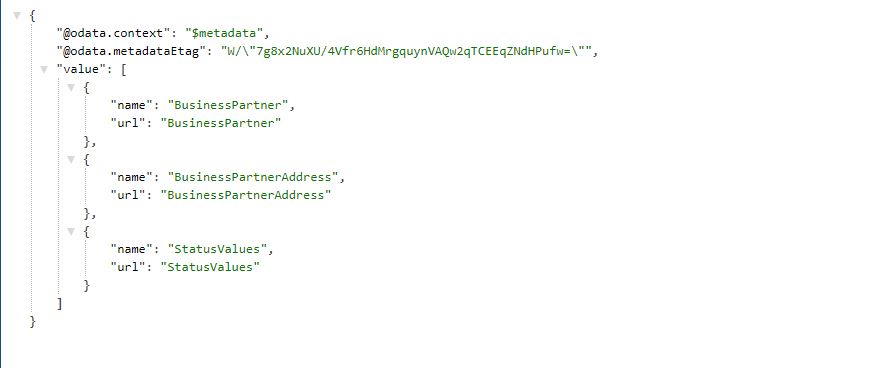 {
"@odata.context": "$metadata",
"@odata.metadataEtag": "W/\"7g8x2NuXU/4Vfr6HdMrgquynVAQw2qTCEEqZNdHPufw=\"",
"value": [
{
"name": "BusinessPartner",
"url": "BusinessPartner"
},
{
"name": "BusinessPartnerAddress",
"url": "BusinessPartnerAddress"
},
{
"name": "StatusValues",
"url": "StatusValues"
}
]
}